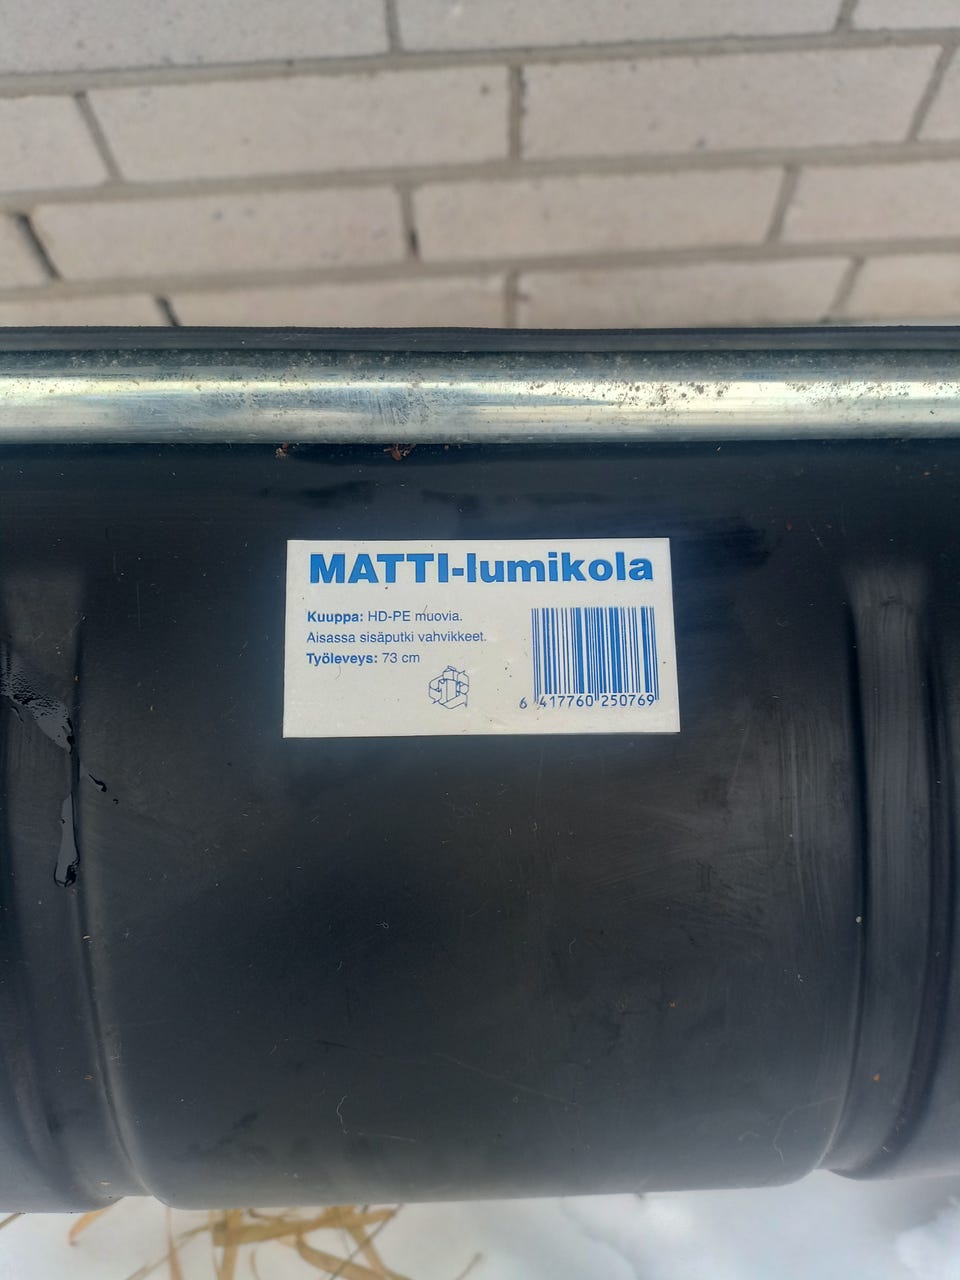 MATTI-lumikola
Kuuppa: HD-PE muovia.
Aisassa sisäputki vahvikkeet.
Työleveys: 73 cm
6 417760 250769